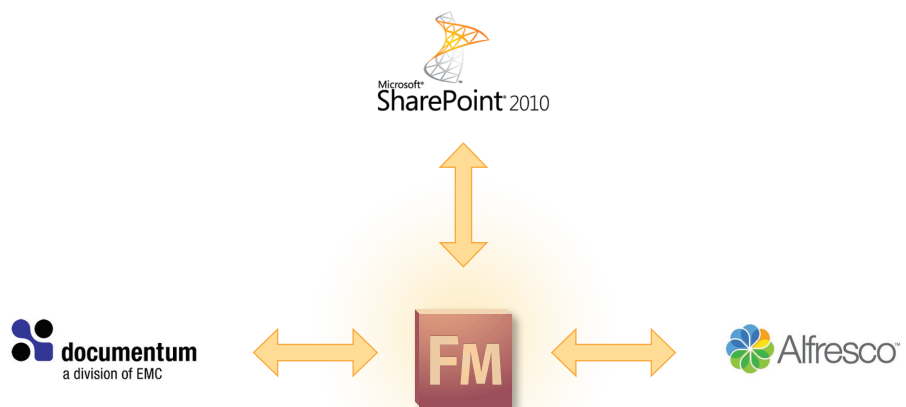 Microsoft®
SharePoint® 2010
documentum
a division of EMC
FM
Alfresco™